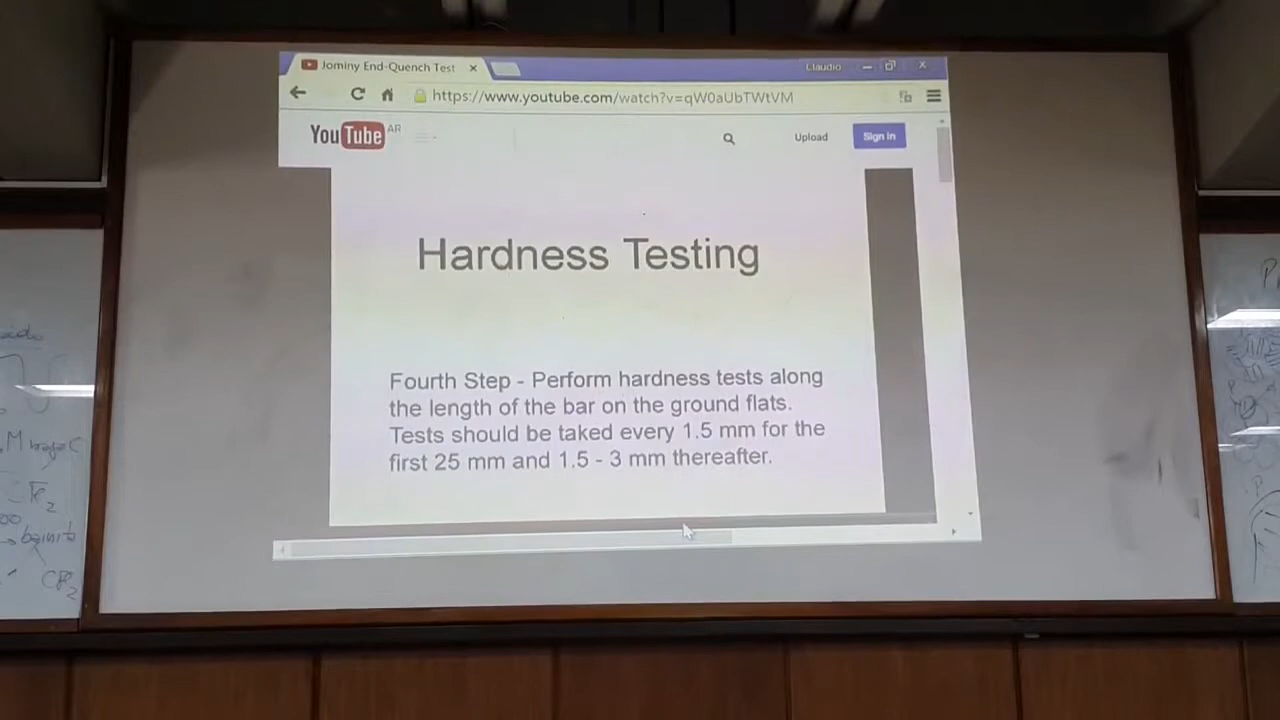 Jominy End-Quench Test
Claudio
https://www.youtube.com/watch?v=qW0aUbTWtVM
YouTube AR
Upload
Sign in
Hardness Testing
Fourth Step - Perform hardness tests along
the length of the bar on the ground flats.
Tests should be taked every 1.5 mm for the
first 25 mm and 1.5 - 3 mm thereafter.